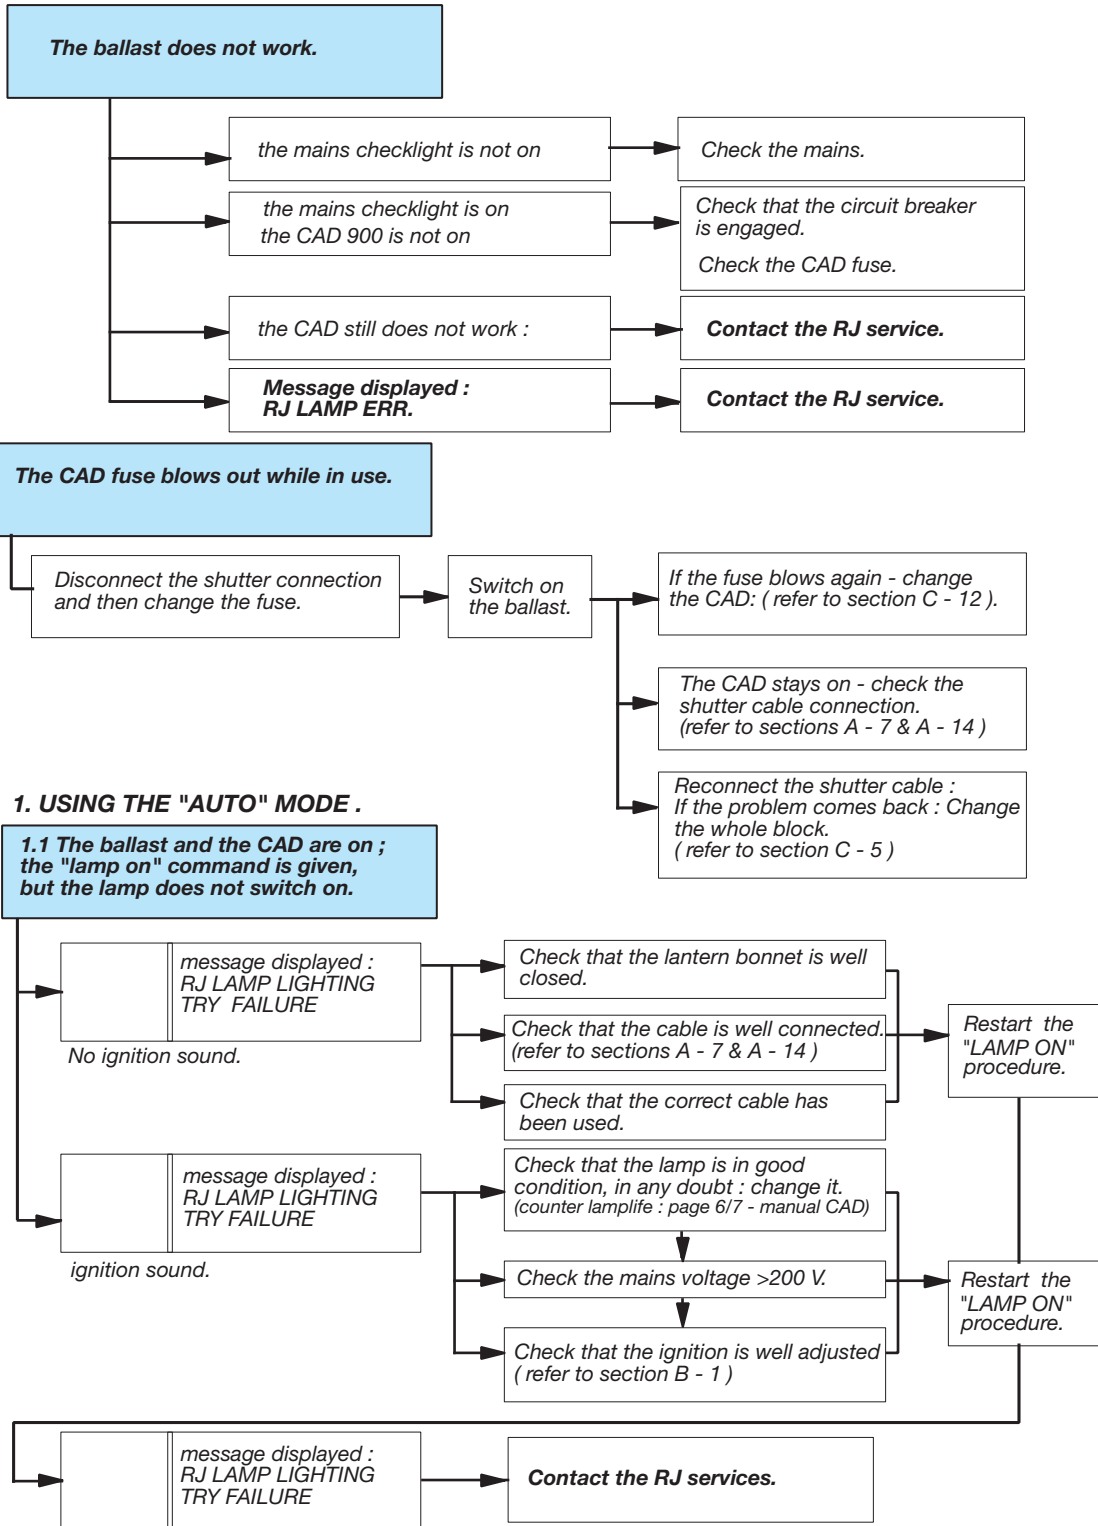 The ballast does not work.
the mains checklight is not on
Check the mains.
the mains checklight is on
the CAD 900 is not on
Check that the circuit breaker
is engaged.
Check the CAD fuse.
the CAD still does not work :
Contact the RJ service.
Message displayed :
RJ LAMP ERR.
Contact the RJ service.
The CAD fuse blows out while in use.
Disconnect the shutter connection
and then change the fuse.
Switch on
the ballast.
If the fuse blows again - change
the CAD: ( refer to section C - 12 ).
The CAD stays on - check the
shutter cable connection.
(refer to sections A - 7 & A - 14 )
Reconnect the shutter cable :
If the problem comes back : Change
the whole block.
( refer to section C - 5 )
1. USING THE "AUTO" MODE .
1.1 The ballast and the CAD are on ;
the "lamp on" command is given,
but the lamp does not switch on.
message displayed :
RJ LAMP LIGHTING
TRY FAILURE
No ignition sound.
Check that the lantern bonnet is well
closed.
Check that the cable is well connected.
(refer to sections A - 7 & A - 14 )
Check that the correct cable has
been used.
Restart the
"LAMP ON"
procedure.
message displayed :
RJ LAMP LIGHTING
TRY FAILURE
ignition sound.
Check that the lamp is in good
condition, in any doubt : change it.
(counter lamplife : page 6/7 - manual CAD)
Check the mains voltage >200 V.
Check that the ignition is well adjusted
( refer to section B - 1 )
Restart the
"LAMP ON"
procedure.
message displayed :
RJ LAMP LIGHTING
TRY FAILURE
Contact the RJ services.